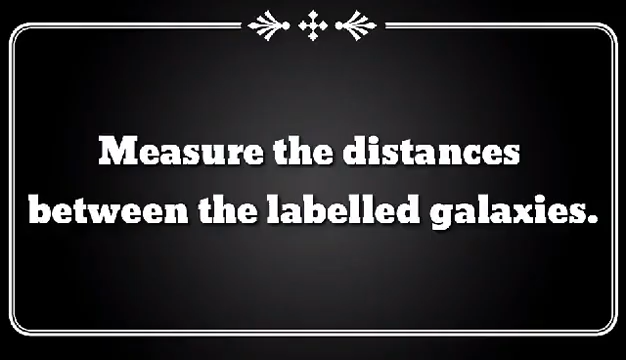 Measure the distances
between the labelled galaxies.